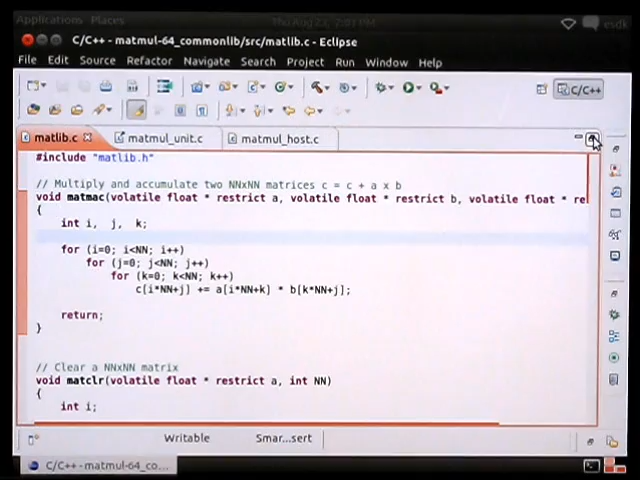 Applications Places
Thu Aug 23, 7:03 PM
esdk
C/C++ - matmul-64_commonlib/src/matlib.c - Eclipse
File Edit Source Refactor Navigate Search Project Run Window Help
C/C++
matlib.c matmul_unit.c matmul_host.c
#include "matlib.h"
// Multiply and accumulate two NNxNN matrices c = c + a x b
void matmac(volatile float * restrict a, volatile float * restrict b, volatile float * re
{
int i, j, k;
for (i=0; i<NN; i++)
for (j=0; j<NN; j++)
for (k=0; k<NN; k++)
c[i*NN+j] += a[i*NN+k] * b[k*NN+j];
return;
}
// Clear a NNxNN matrix
void matclr(volatile float * restrict a, int NN)
{
int i;
Writable Smar...sert
C/C++ - matmul-64_co...